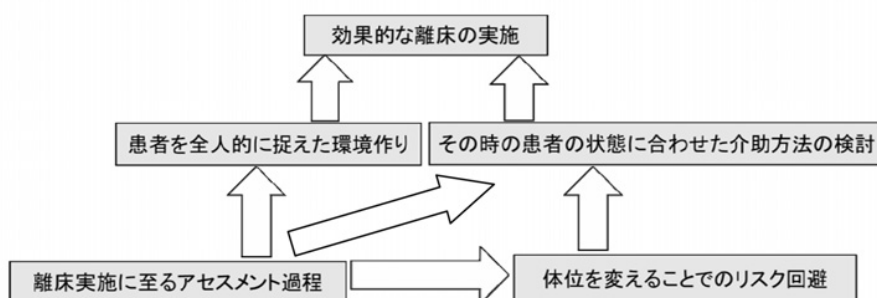 効果的な離床の実施
患者を全人的に捉えた環境作り
その時の患者の状態に合わせた介助方法の検討
離床実施に至るアセスメント過程
体位を変えることでのリスク回避